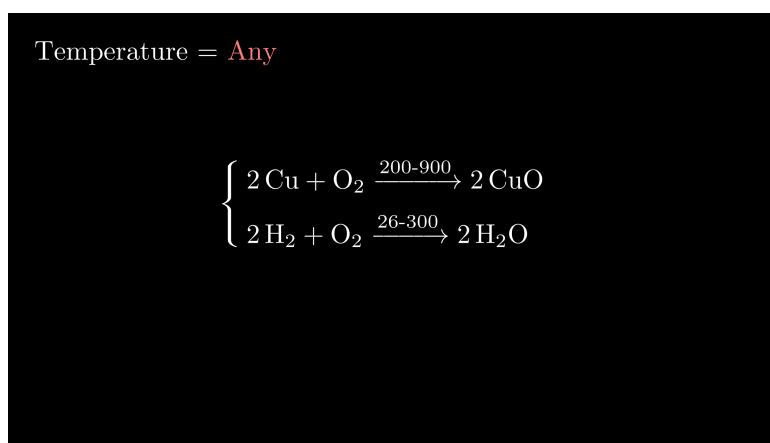 Temperature = Any
2 Cu + O₂ 200-900→ 2 CuO
2 H₂ + O₂ 26-300→ 2 H₂O